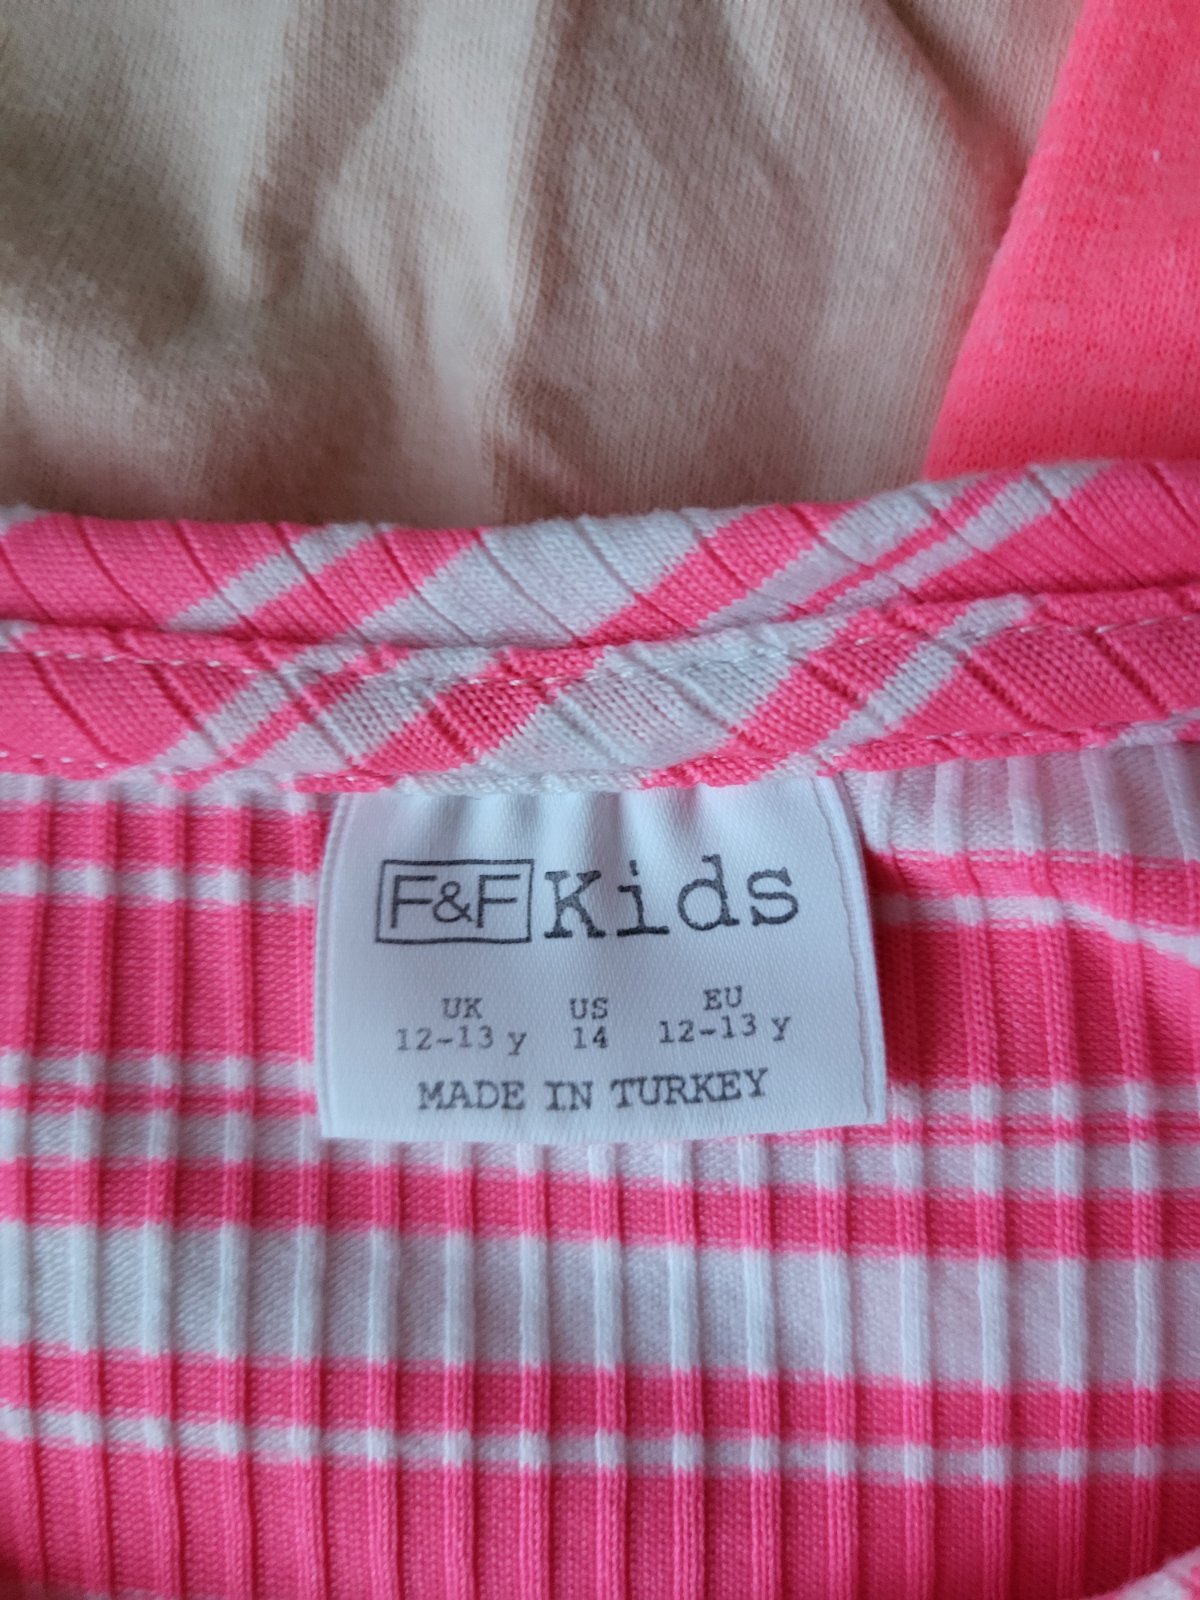 F&F Kids
UK US EU
12-13 y 14 12-13 y
MADE IN TURKEY